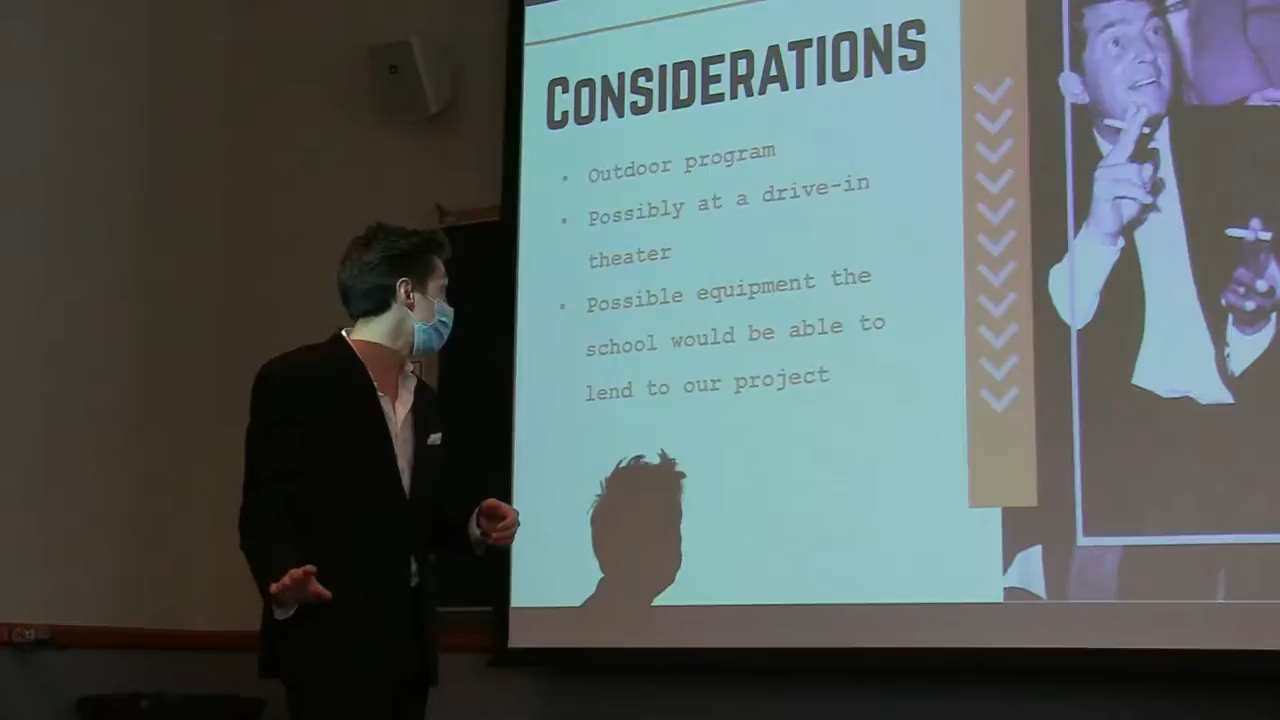 CONSIDERATIONS
Outdoor program
Possibly at a drive-in
theater
Possible equipment the
school would be able to
lend to our project